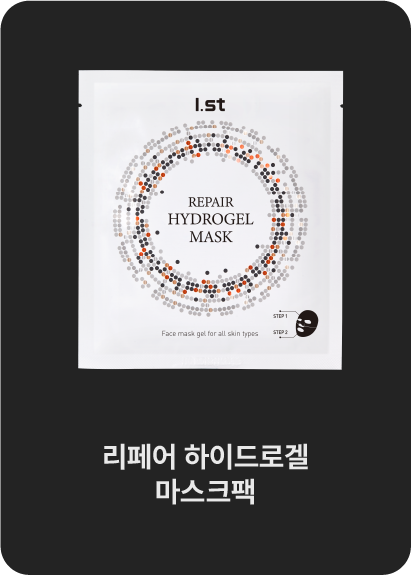 I.st
REPAIR
HYDROGEL
MASK
STEP 1
STEP 2
Face mask gel for all skin types
리페어 하이드로겔
마스크팩